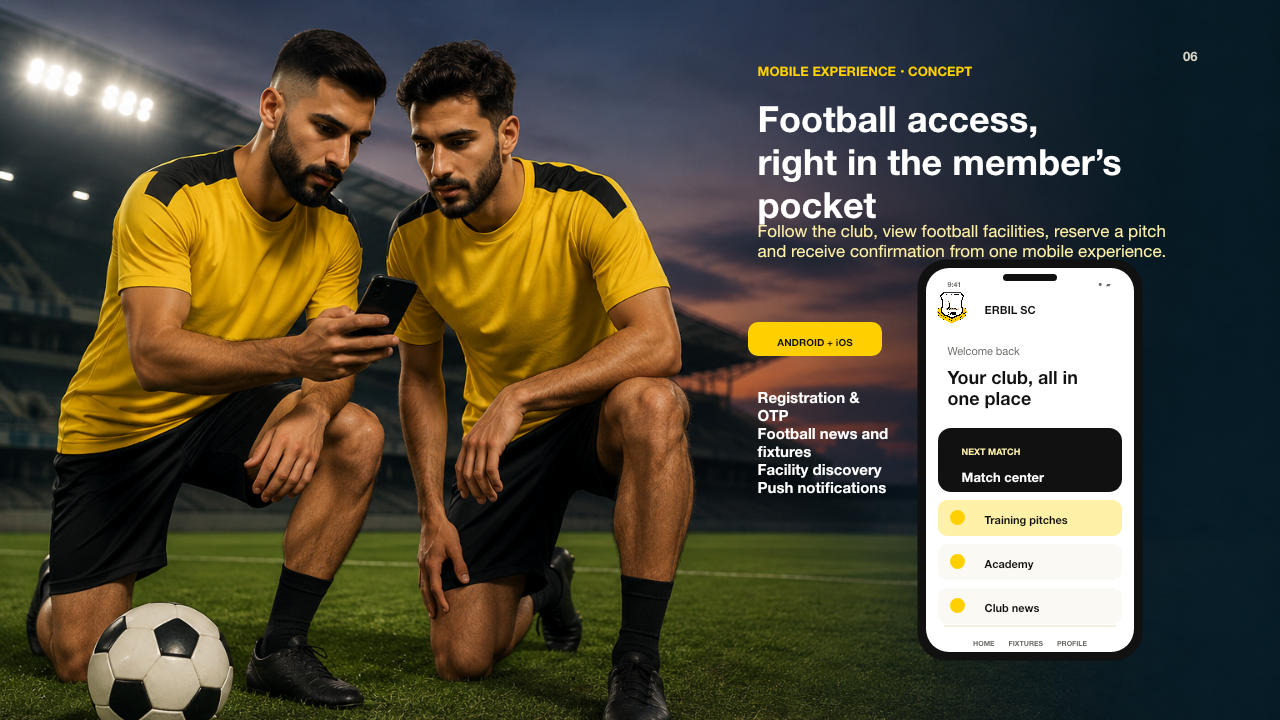 06
MOBILE EXPERIENCE · CONCEPT
Football access,
right in the member’s
pocket
Follow the club, view football facilities, reserve a pitch
and receive confirmation from one mobile experience.
ANDROID + iOS
Registration &
OTP
Football news and
fixtures
Facility discovery
Push notifications
9:41
ERBIL SC
Welcome back
Your club, all in
one place
NEXT MATCH
Match center
Training pitches
Academy
Club news
HOME FIXTURES PROFILE